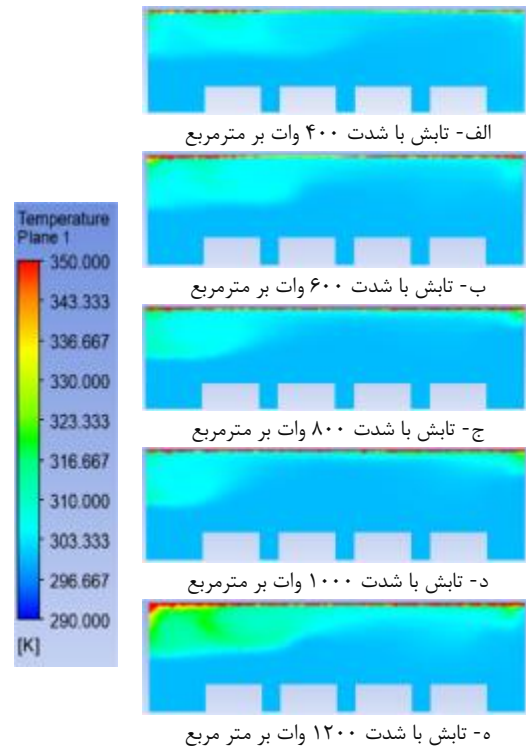 الف- تابش با شدت ۴۰۰ وات بر مترمربع
ب- تابش با شدت ۶۰۰ وات بر مترمربع
ج- تابش با شدت ۸۰۰ وات بر مترمربع
د- تابش با شدت ۱۰۰۰ وات بر مترمربع
ه- تابش با شدت ۱۲۰۰ وات بر متر مربع
Temperature
Plane 1
350.000
343.333
336.667
330.000
323.333
316.667
310.000
303.333
296.667
290.000
[K]